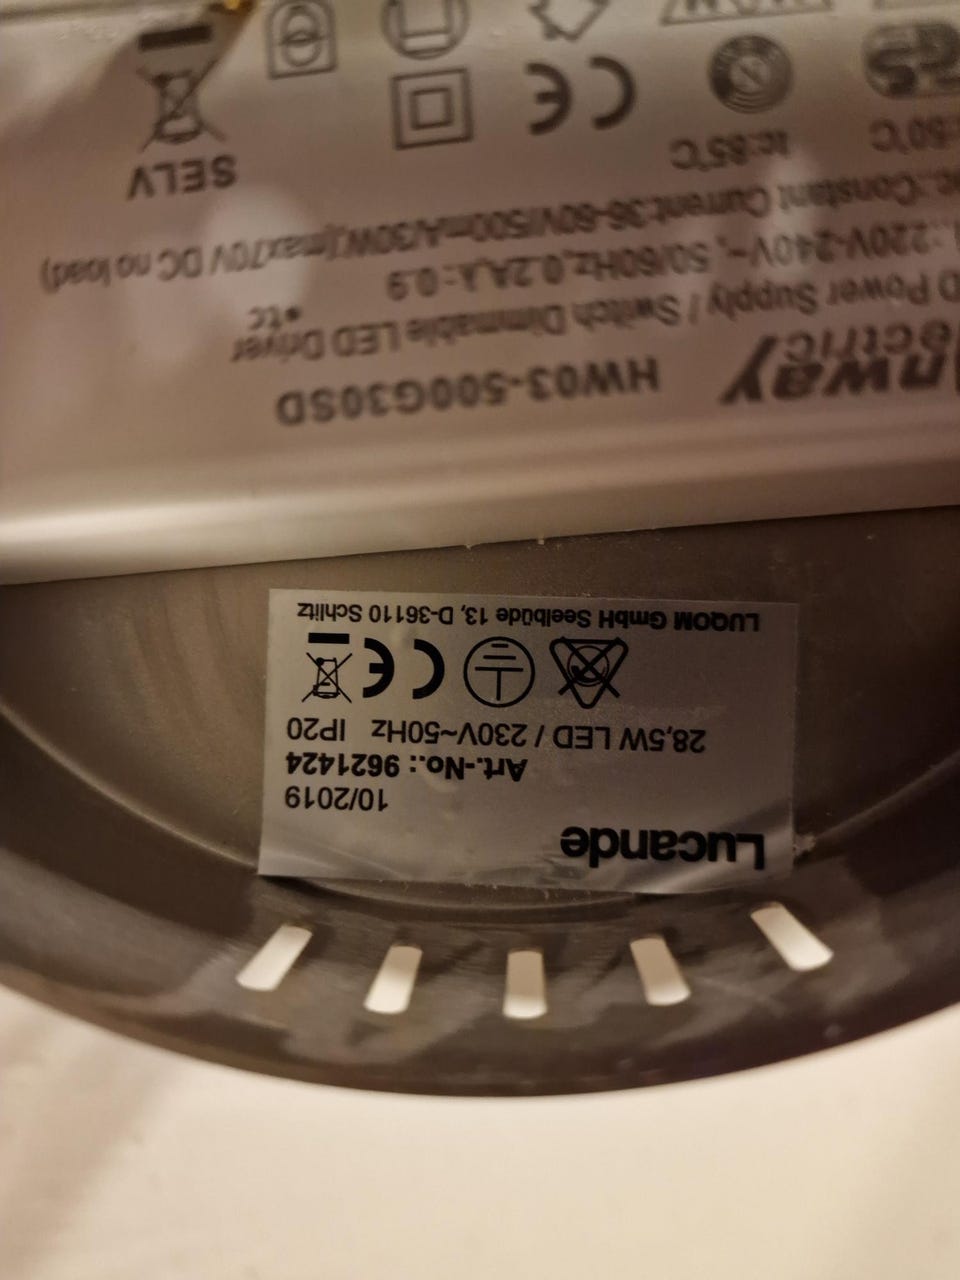 Lucande
10/2019
Art.-No.: 9621424
28,5W LED / 230V~50Hz IP20
LUQOM GmbH Seelbüde 13, D-36110 Schlitz
HW03-500G30SD
Power Supply / Switch Dimmable LED Driver
220V-240V~, 50/60Hz,0.2A,λ:0.9
•tc
Constant Current:36-60V/500mA/30W,(max70V DC no load)
tc:85°C
SELV